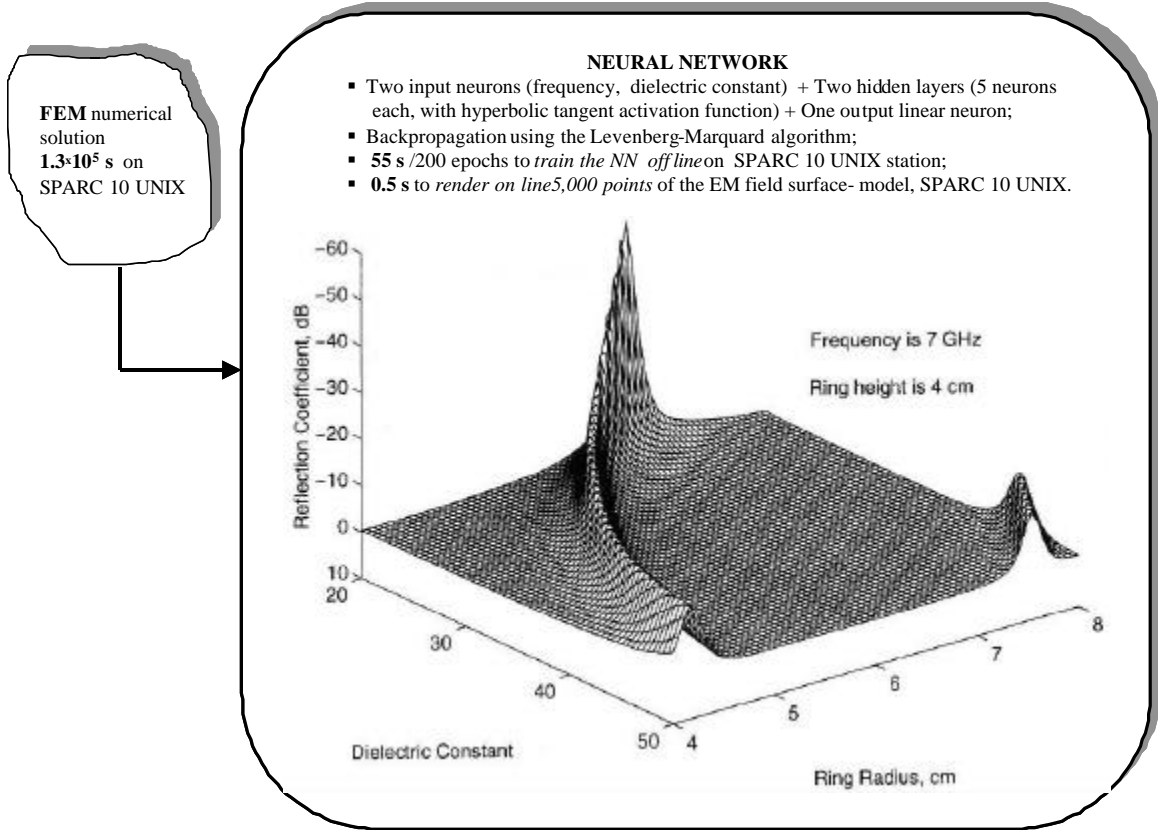 FEM numerical
solution
1.3×10⁵ s on
SPARC 10 UNIX
NEURAL NETWORK
▪ Two input neurons (frequency, dielectric constant) + Two hidden layers (5 neurons
each, with hyperbolic tangent activation function) + One output linear neuron;
▪ Backpropagation using the Levenberg-Marquard algorithm;
▪ 55 s /200 epochs to train the NN off line on SPARC 10 UNIX station;
▪ 0.5 s to render on line5,000 points of the EM field surface- model, SPARC 10 UNIX.
Reflection Coefficient, dB
-60
-50
-40
-30
-20
-10
0
10
Frequency is 7 GHz
Ring height is 4 cm
20
30
40
50
Dielectric Constant
4
5
6
7
8
Ring Radius, cm